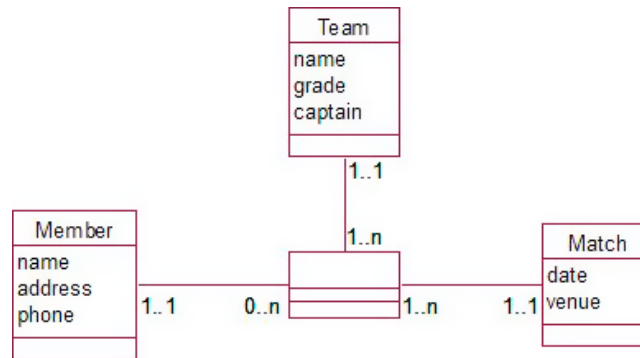 Team
name
grade
captain
1..1
1..n
Member
name
address
phone
1..1
0..n
1..n
1..1
Match
date
venue